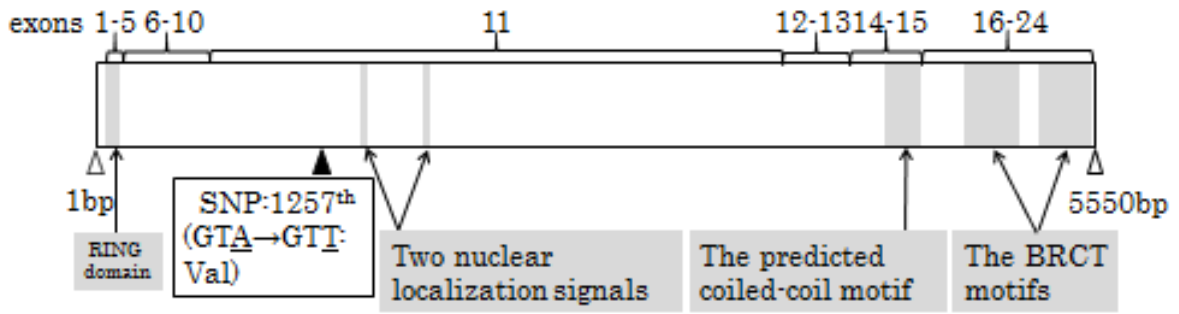 exons 1-5 6-10 11 12-13 14-15 16-24
1bp
5550bp
RING
domain
SNP:1257th
(GTA→GTT:
Val)
Two nuclear
localization signals
The predicted
coiled-coil motif
The BRCT
motifs